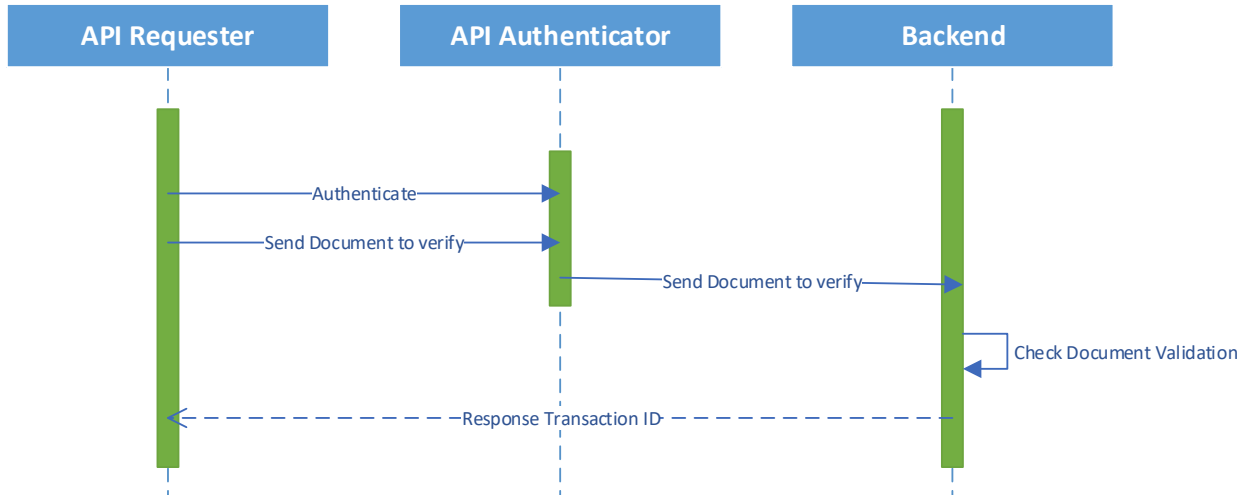 API Requester
API Authenticator
Backend
Authenticate
Send Document to verify
Send Document to verify
Check Document Validation
Response Transaction ID